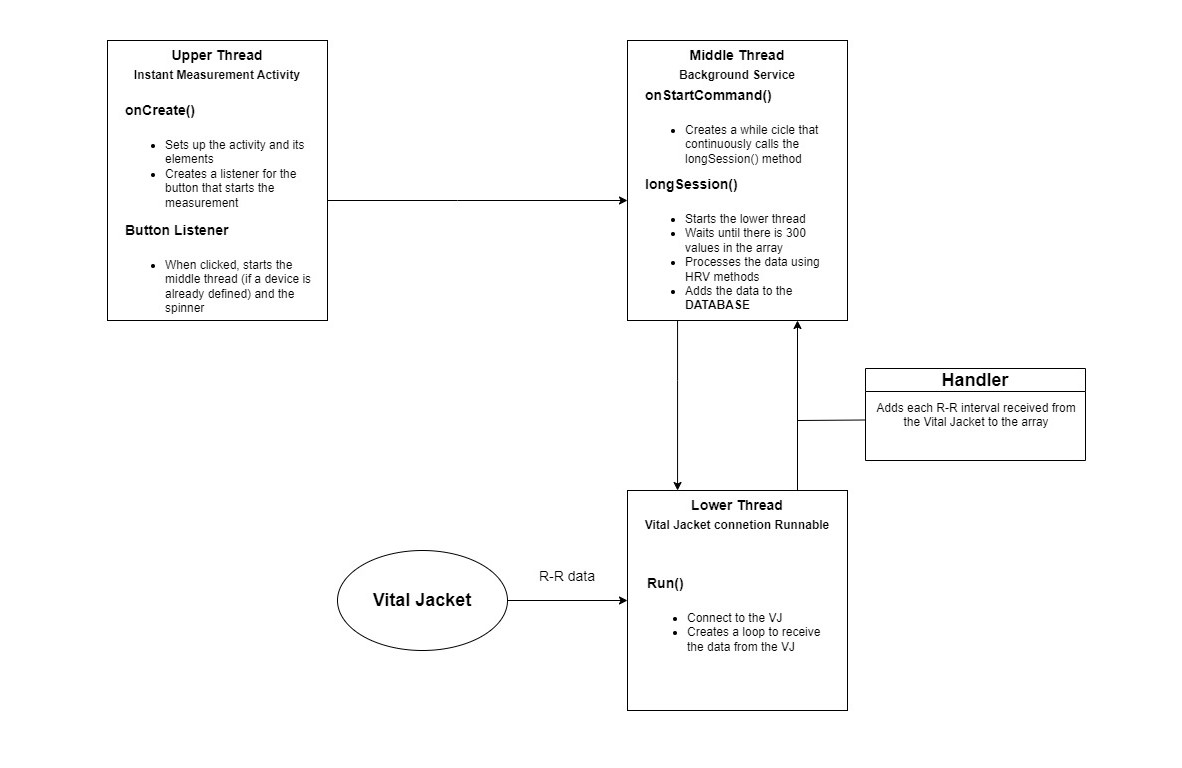 Upper Thread
Instant Measurement Activity
onCreate()
• Sets up the activity and its
elements
• Creates a listener for the
button that starts the
measurement
Button Listener
• When clicked, starts the
middle thread (if a device is
already defined) and the
spinner
Middle Thread
Background Service
onStartCommand()
• Creates a while cicle that
continuously calls the
longSession() method
longSession()
• Starts the lower thread
• Waits until there is 300
values in the array
• Processes the data using
HRV methods
• Adds the data to the
DATABASE
Handler
Adds each R-R interval received from
the Vital Jacket to the array
Vital Jacket
R-R data
Lower Thread
Vital Jacket connetion Runnable
Run()
• Connect to the VJ
• Creates a loop to receive
the data from the VJ